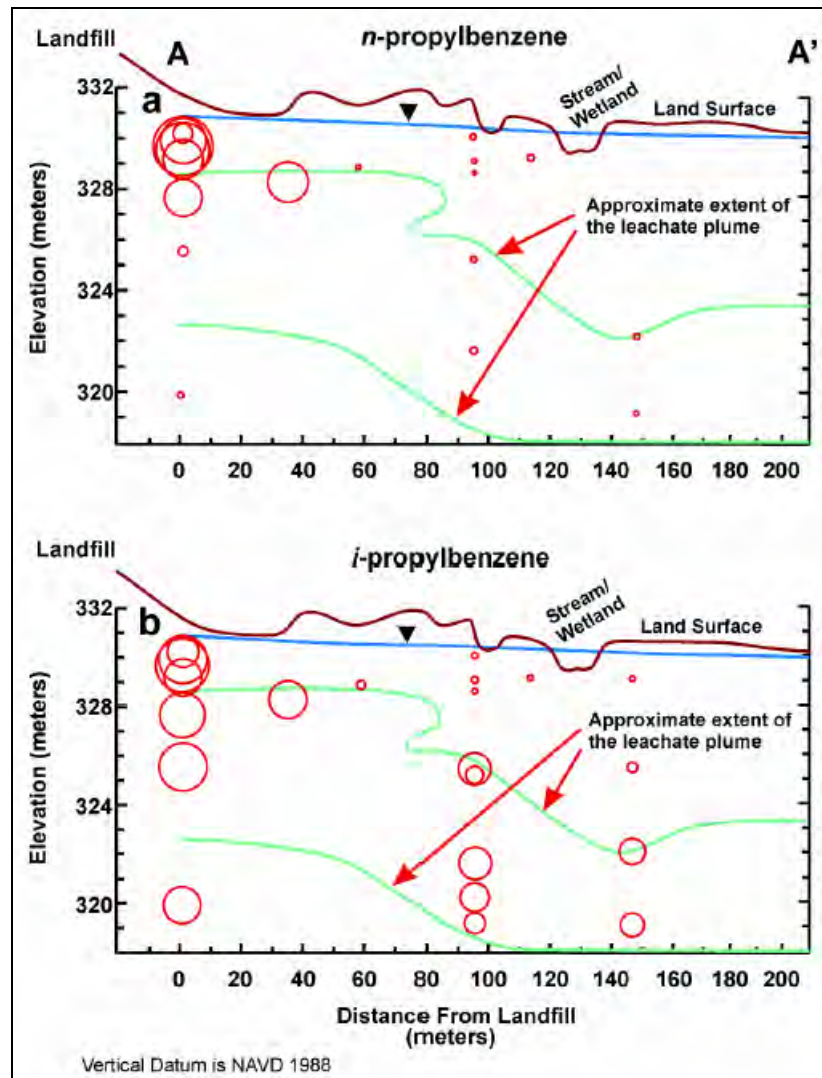 Landfill
A
n-propylbenzene
A'
a
332
328
324
320
Elevation (meters)
Stream/
Wetland
Land Surface
Approximate extent of
the leachate plume
0 20 40 60 80 100 120 140 160 180 200
Landfill
i-propylbenzene
b
332
328
324
320
Elevation (meters)
Stream/
Wetland
Land Surface
Approximate extent of
the leachate plume
0 20 40 60 80 100 120 140 160 180 200
Distance From Landfill
(meters)
Vertical Datum is NAVD 1988